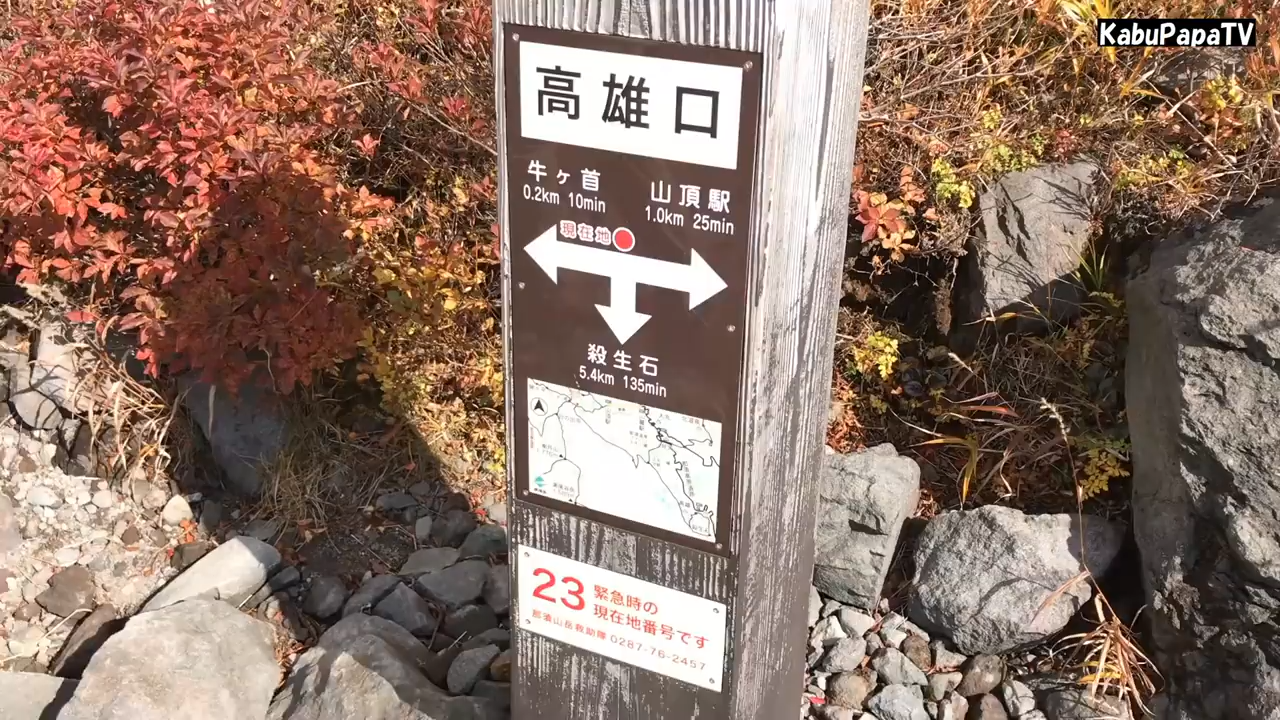 KabuPapaTV
高雄口
牛ヶ首
0.2km 10min
山頂駅
1.0km 25min
現在地
殺生石
5.4km 135min
23
緊急時の
現在地番号です
那須山岳救助隊 0287-76-2457